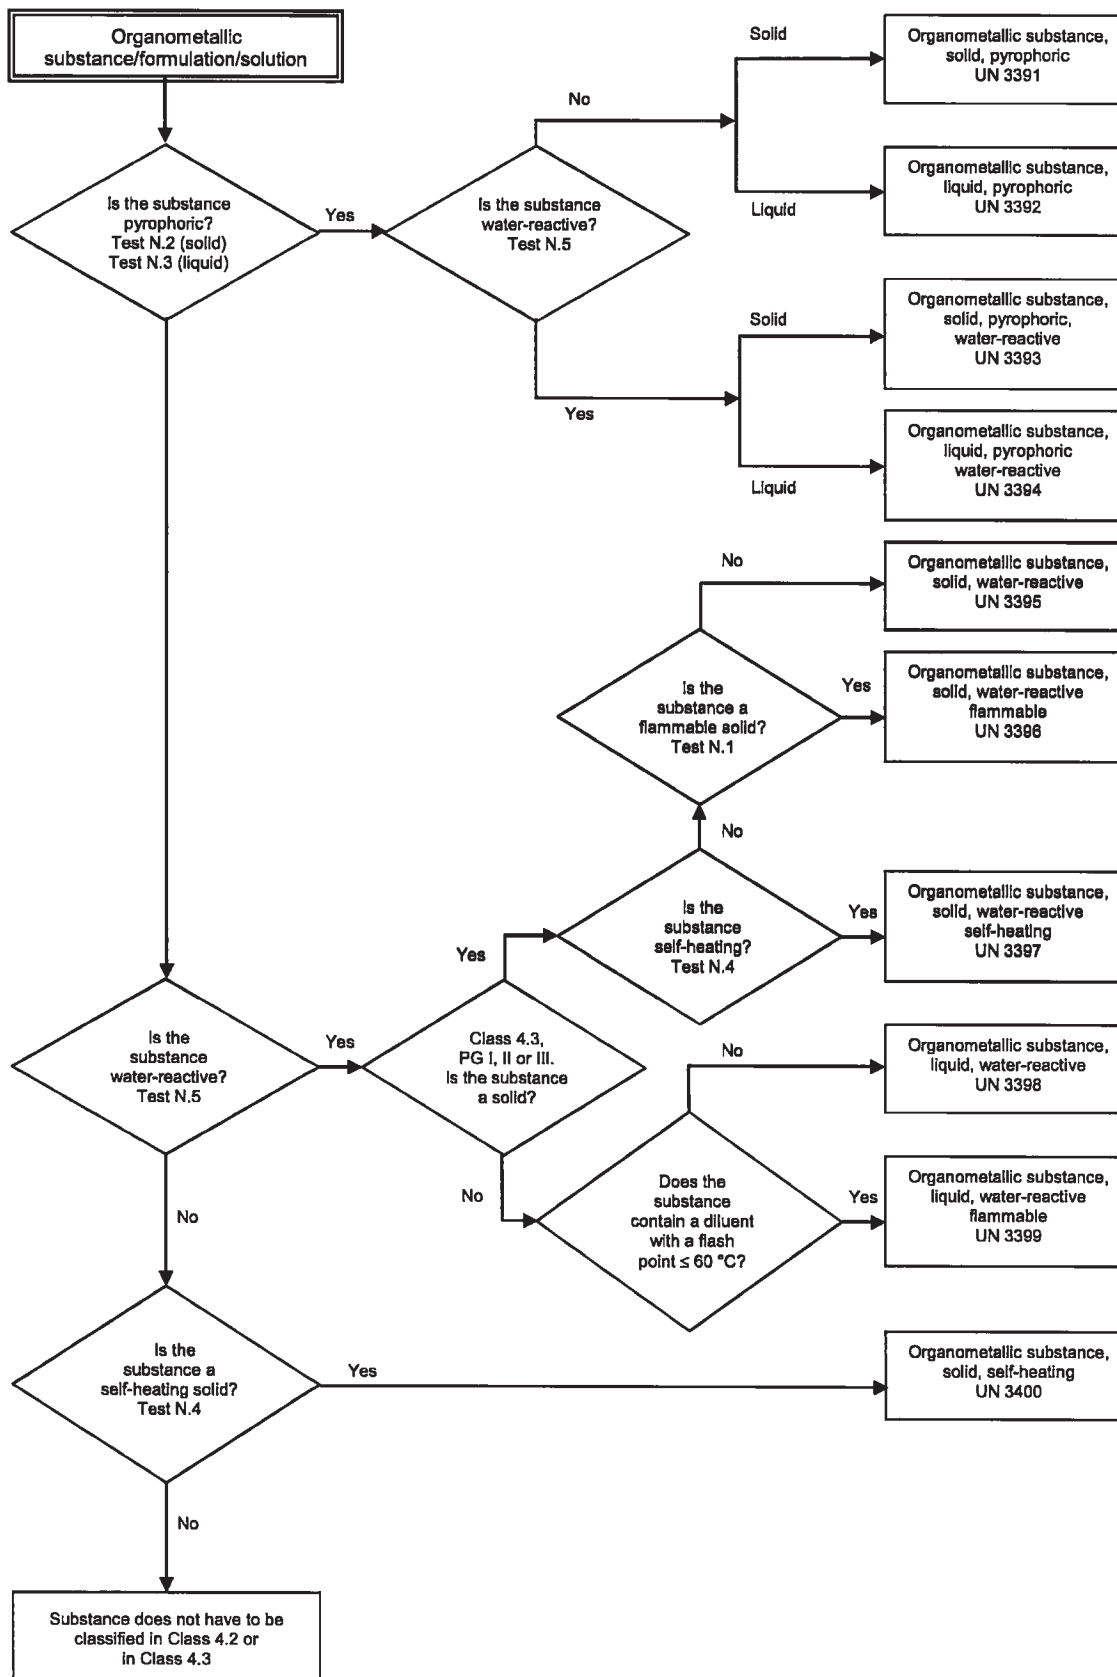 Organometallic
substance/formulation/solution
Solid
Organometallic substance,
solid, pyrophoric
UN 3391
No
Is the substance
pyrophoric?
Test N.2 (solid)
Test N.3 (liquid)
Yes
Is the substance
water-reactive?
Test N.5
Liquid
Organometallic substance,
liquid, pyrophoric
UN 3392
Solid
Organometallic substance,
solid, pyrophoric,
water-reactive
UN 3393
Yes
Liquid
Organometallic substance,
liquid, pyrophoric
water-reactive
UN 3394
No
Organometallic substance,
solid, water-reactive
UN 3395
Is the
substance a
flammable solid?
Test N.1
Yes
Organometallic substance,
solid, water-reactive
flammable
UN 3396
No
Is the
substance
self-heating?
Test N.4
Yes
Organometallic substance,
solid, water-reactive
self-heating
UN 3397
Yes
Is the
substance
water-reactive?
Test N.5
Yes
Class 4.3,
PG I, II or III.
Is the substance
a solid?
No
Organometallic substance,
liquid, water-reactive
UN 3398
No
Does the
substance
contain a diluent
with a flash
point ≤ 60 °C?
Yes
Organometallic substance,
liquid, water-reactive
flammable
UN 3399
No
Is the
substance a
self-heating solid?
Test N.4
Yes
Organometallic substance,
solid, self-heating
UN 3400
No
Substance does not have to be
classified in Class 4.2 or
in Class 4.3